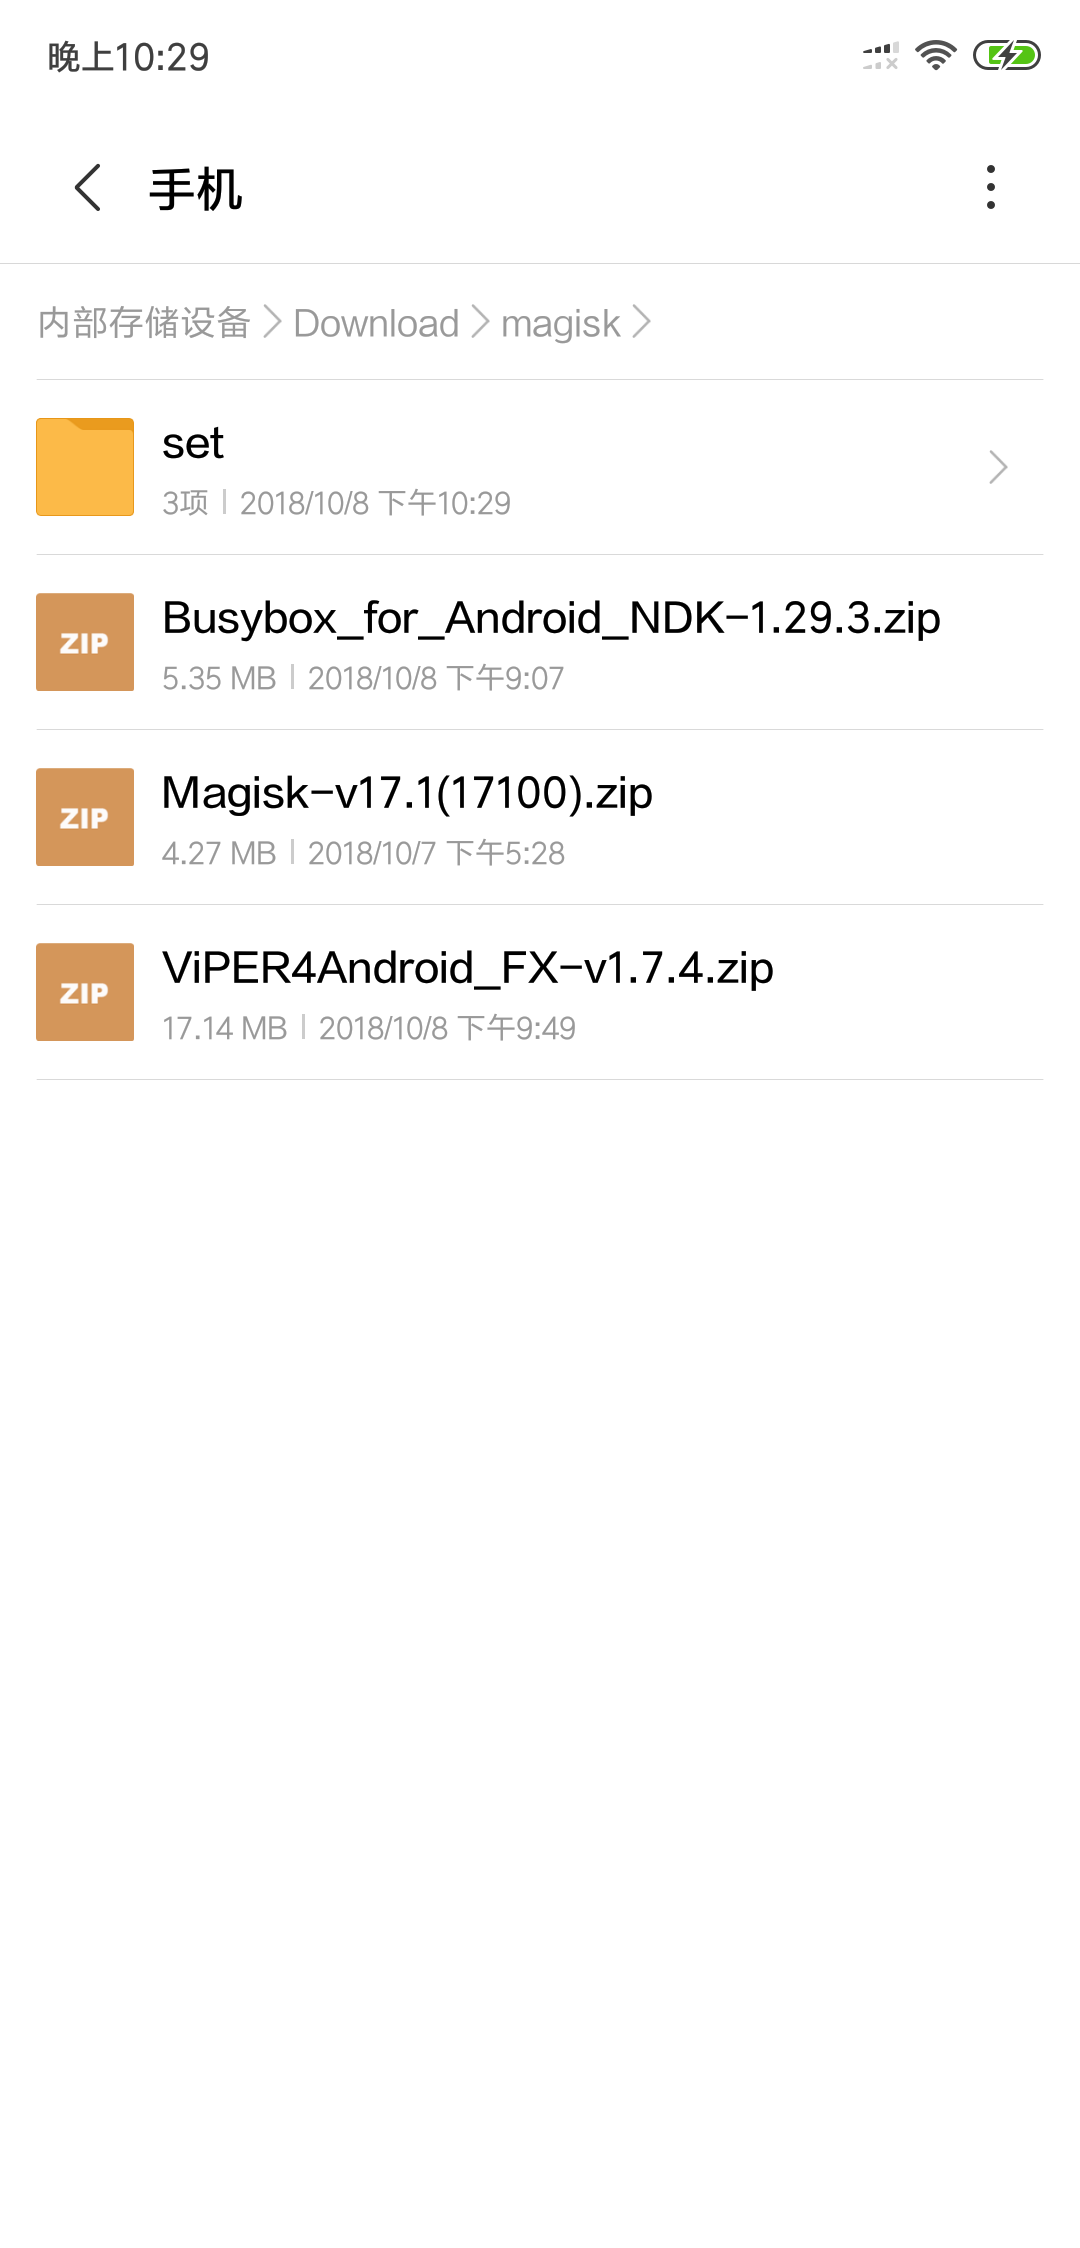 晚上10:29
手机
内部存储设备 Download magisk
set
3项 2018/10/8 下午10:29
ZIP
Busybox_for_Android_NDK-1.29.3.zip
5.35 MB 2018/10/8 下午9:07
ZIP
Magisk-v17.1(17100).zip
4.27 MB 2018/10/7 下午5:28
ZIP
ViPER4Android_FX-v1.7.4.zip
17.14 MB 2018/10/8 下午9:49